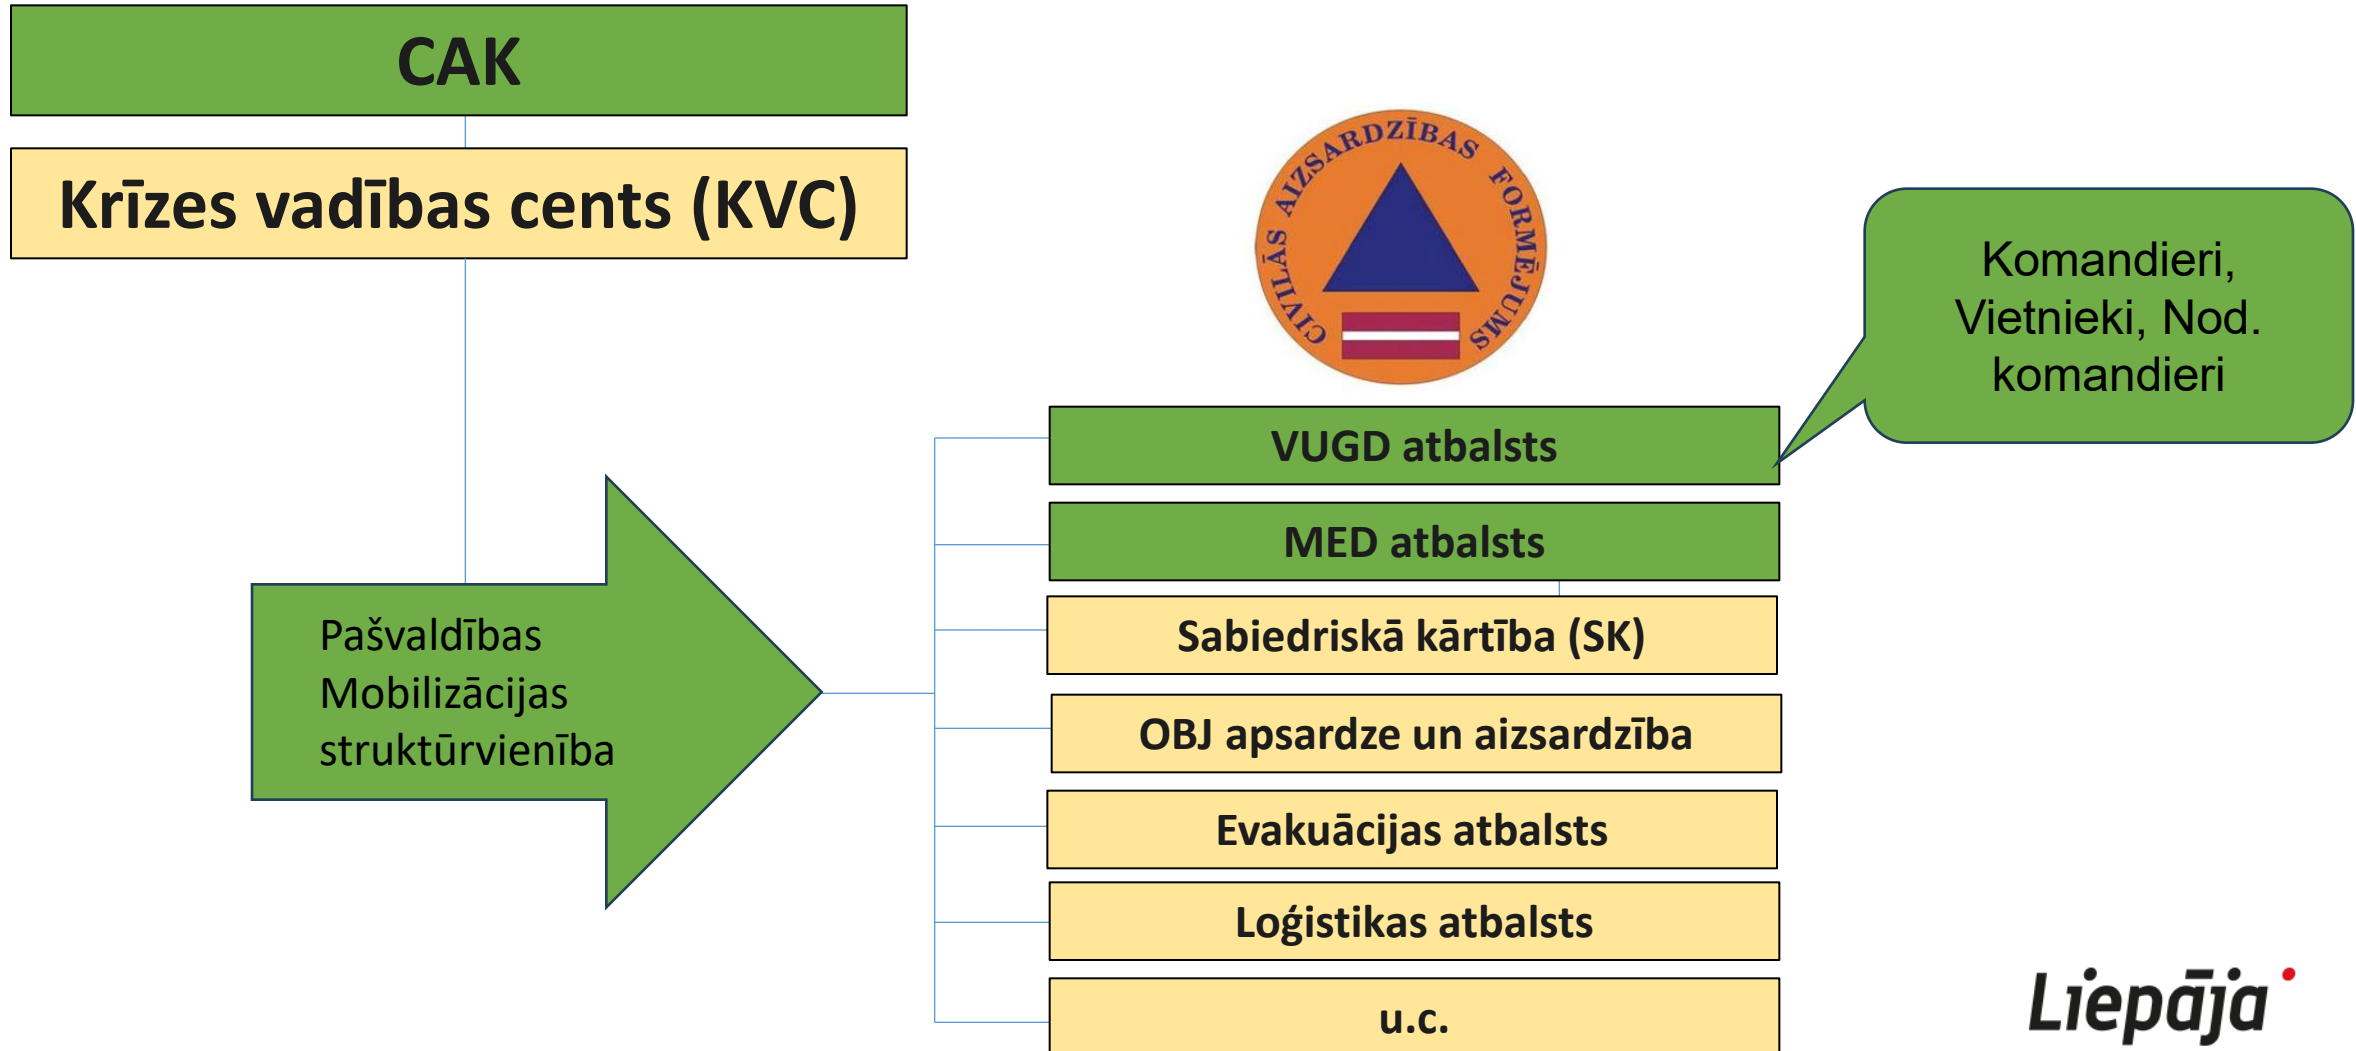 CAK
Krīzes vadības cents (KVC)
CIVILĀS AIZSARDZĪBAS FORMĒJUMS
Komandieri,
Vietnieki, Nod.
komandieri
VUGD atbalsts
MED atbalsts
Sabiedriskā kārtība (SK)
OBJ apsardze un aizsardzība
Evakuācijas atbalsts
Loģistikas atbalsts
u.c.
Pašvaldības
Mobilizācijas
struktūrvienība
Liepāja